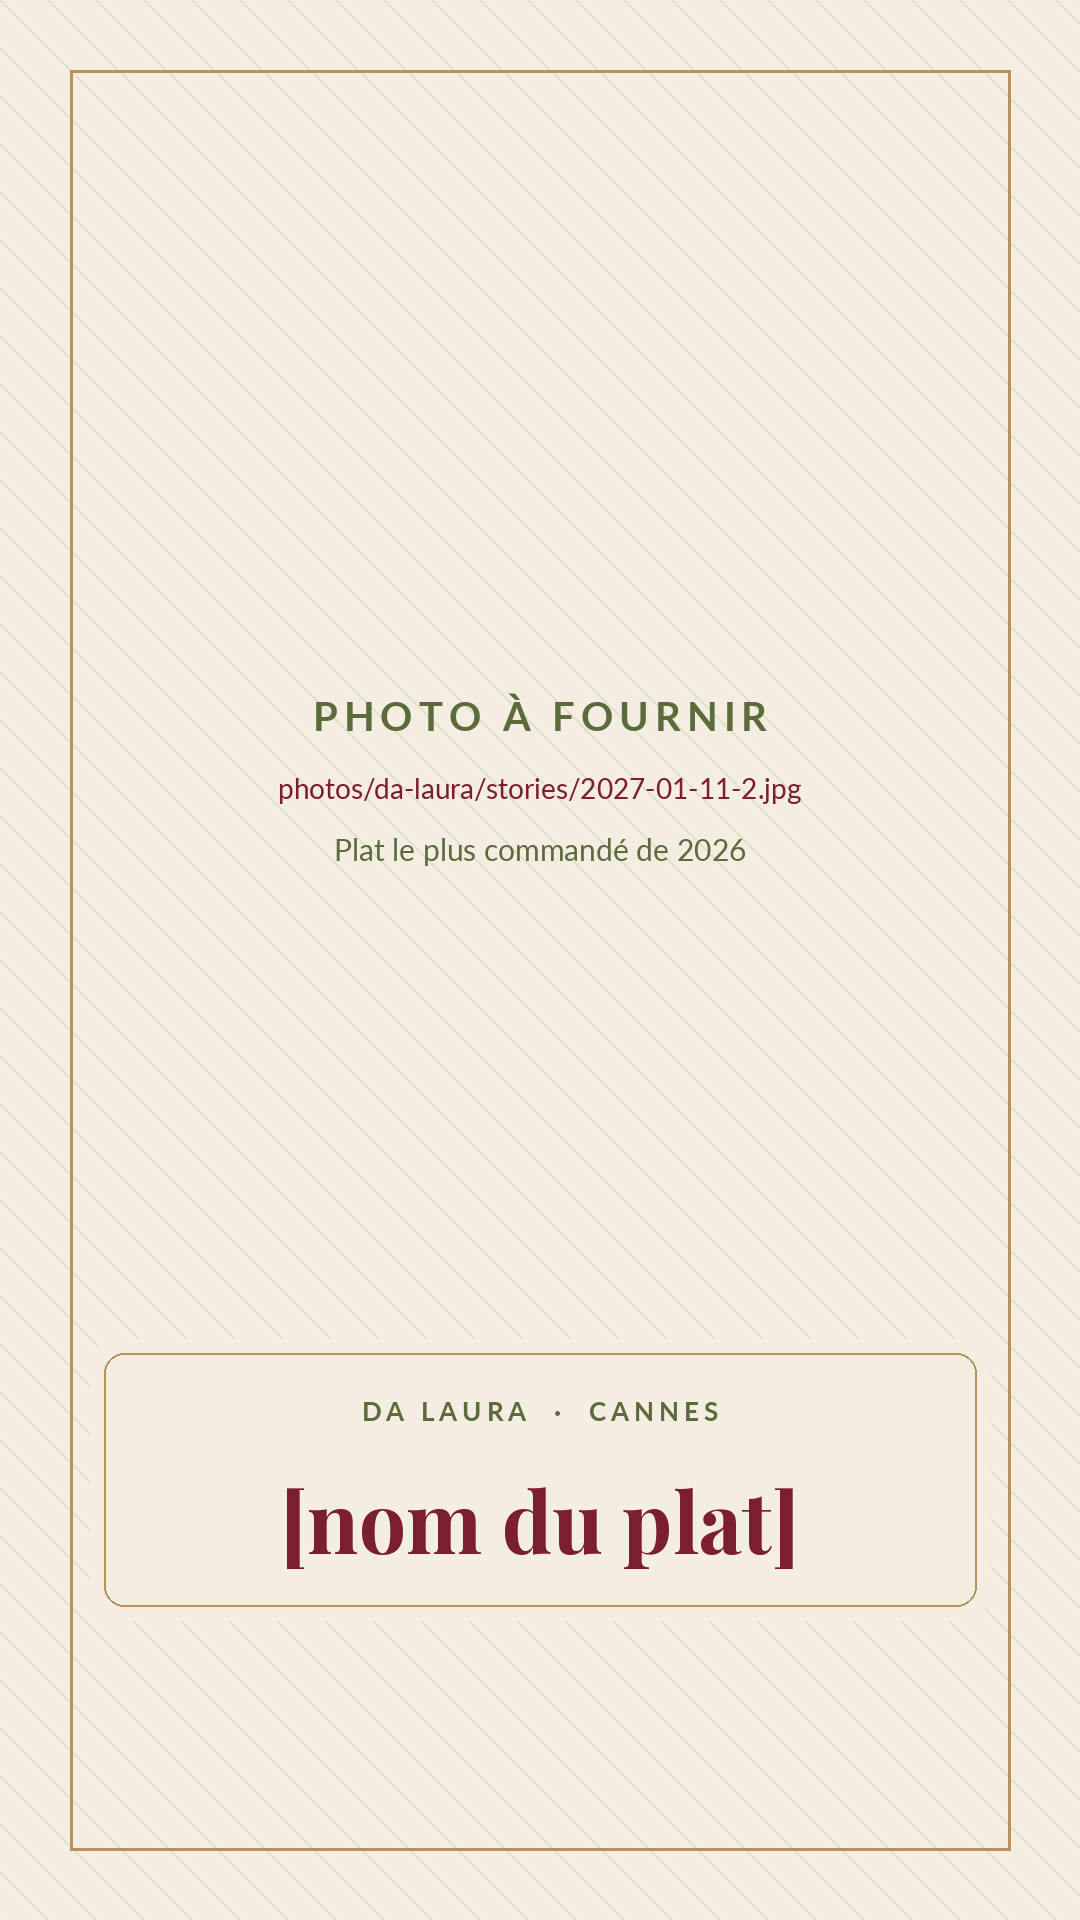 PHOTO À FOURNIR
photos/da-laura/stories/2027-01-11-2.jpg
Plat le plus commandé de 2026
DA LAURA · CANNES
[nom du plat]